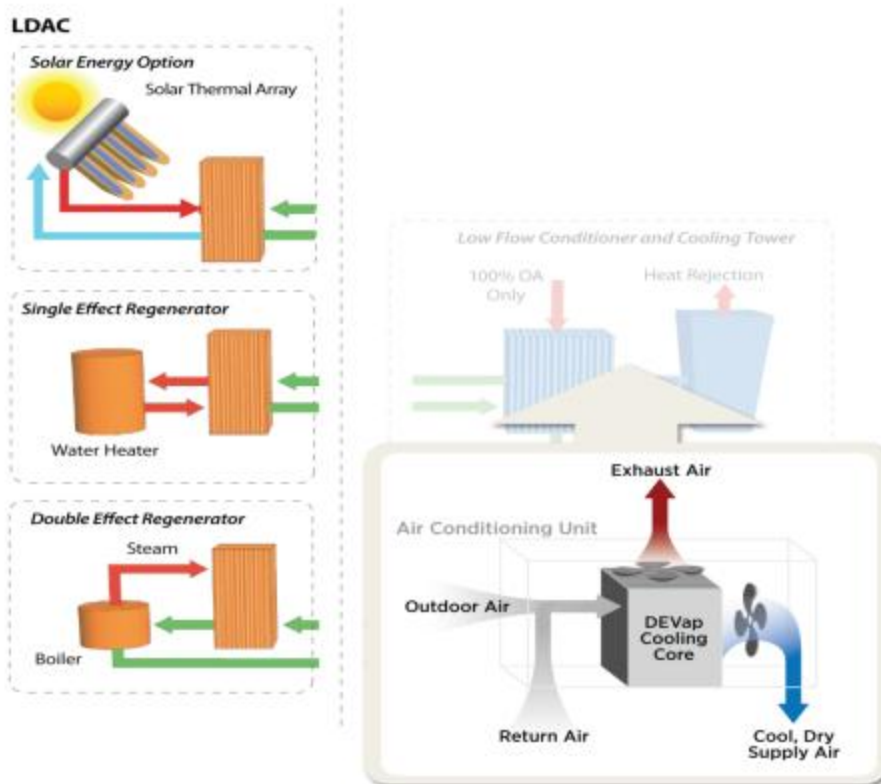 LDAC
Solar Energy Option
Solar Thermal Array
Single Effect Regenerator
Water Heater
Double Effect Regenerator
Steam
Boiler
Low Flow Conditioner and Cooling Tower
100% OA
Only
Heat Rejection
Exhaust Air
Air Conditioning Unit
Outdoor Air
DEVap
Cooling
Core
Return Air
Cool, Dry
Supply Air